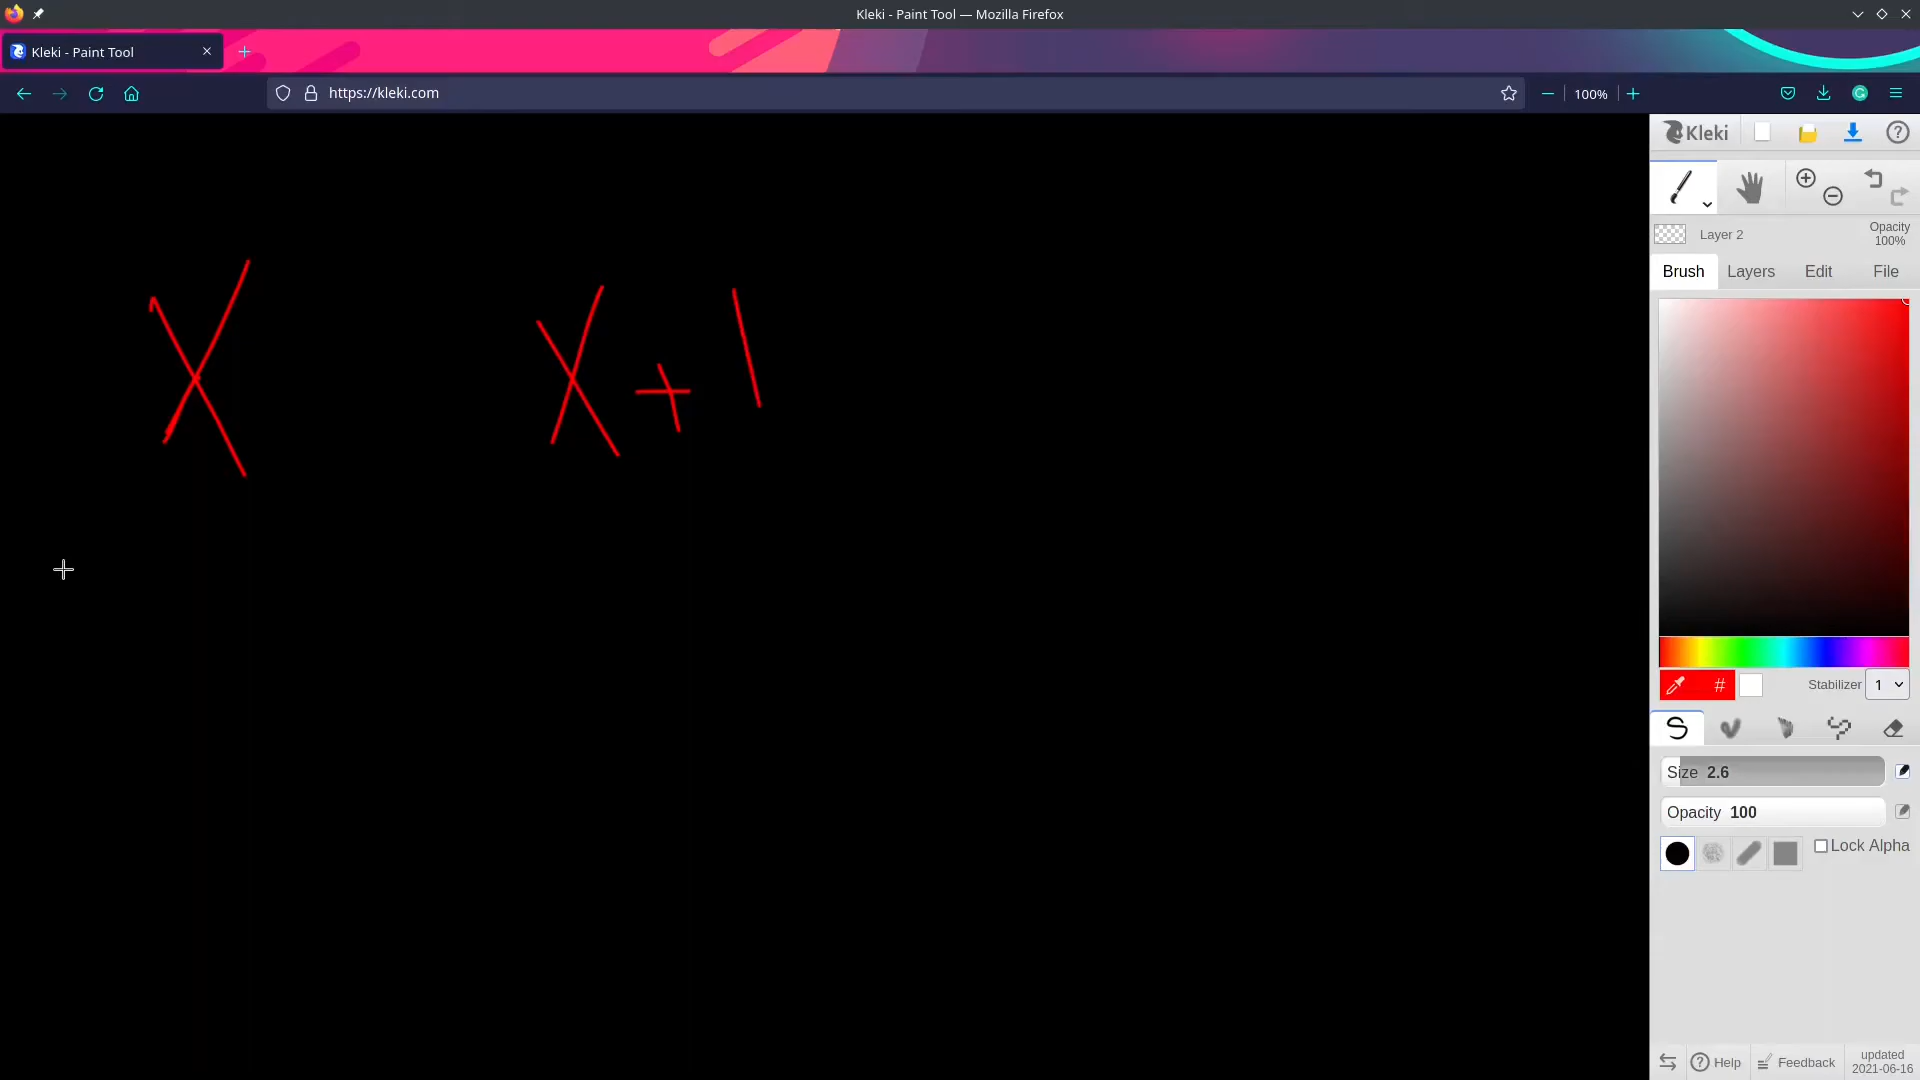 Kleki - Paint Tool — Mozilla Firefox
Kleki - Paint Tool
https://kleki.com
100%
Kleki
Layer 2
Opacity
100%
Brush Layers Edit File
X X+1
# Stabilizer 1
Size 2.6
Opacity 100
Lock Alpha
Help Feedback updated
2021-06-16